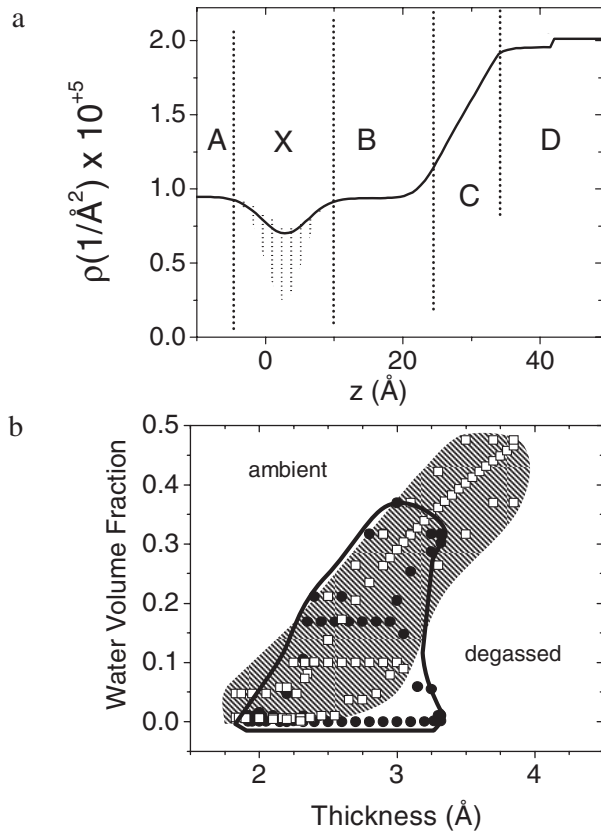 a
2.0
1.5
1.0
0.5
0.0
ρ(1/Å²) x 10⁺⁵
A X B C D
0 20 40
z (Å)
b
0.5
0.4
0.3
0.2
0.1
0.0
Water Volume Fraction
ambient
degassed
2 3 4
Thickness (Å)